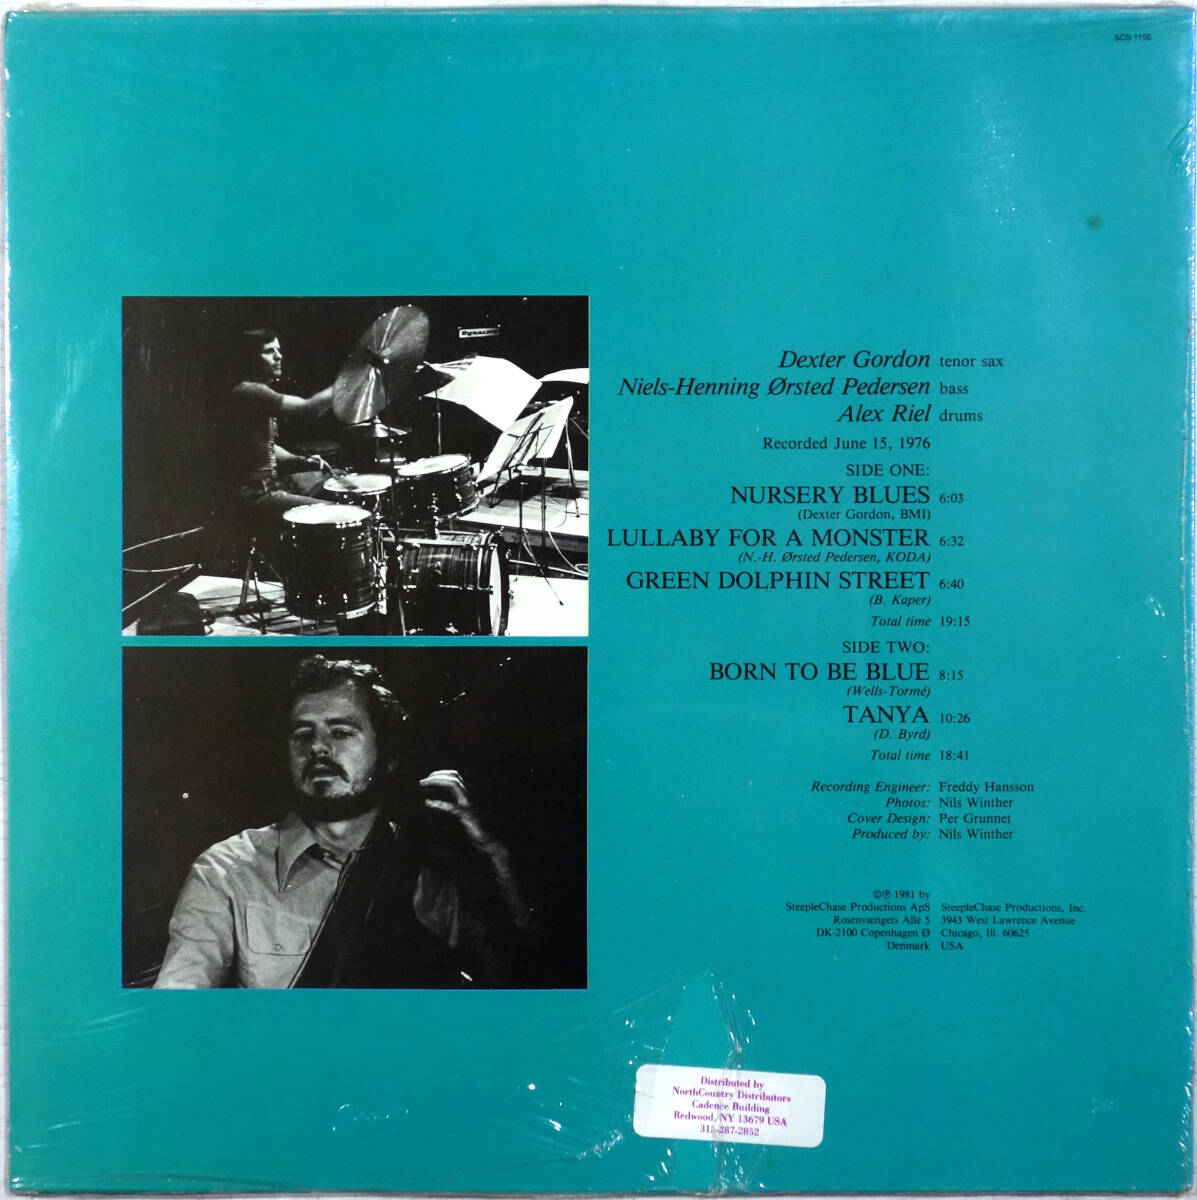 SCS-1156
Dynacord
Dexter Gordon tenor sax
Niels-Henning Ørsted Pedersen bass
Alex Riel drums
Recorded June 15, 1976
SIDE ONE:
NURSERY BLUES 6:03
(Dexter Gordon, BMI)
LULLABY FOR A MONSTER 6:32
(N.-H. Ørsted Pedersen, KODA)
GREEN DOLPHIN STREET 6:40
(B. Kaper)
Total time 19:15
SIDE TWO:
BORN TO BE BLUE 8:15
(Wells-Tormé)
TANYA 10:26
(D. Byrd)
Total time 18:41
Recording Engineer: Freddy Hansson
Photos: Nils Winther
Cover Design: Per Grunnet
Produced by: Nils Winther
©℗ 1981 by
SteepleChase Productions ApS SteepleChase Productions, Inc.
Rosenvængets Allé 5 3943 West Lawrence Avenue
DK-2100 Copenhagen Ø Chicago, Ill. 60625
Denmark USA
Distributed by
NorthCountry Distributors
Cadence Building
Redwood, NY 13679 USA
315-287-2852